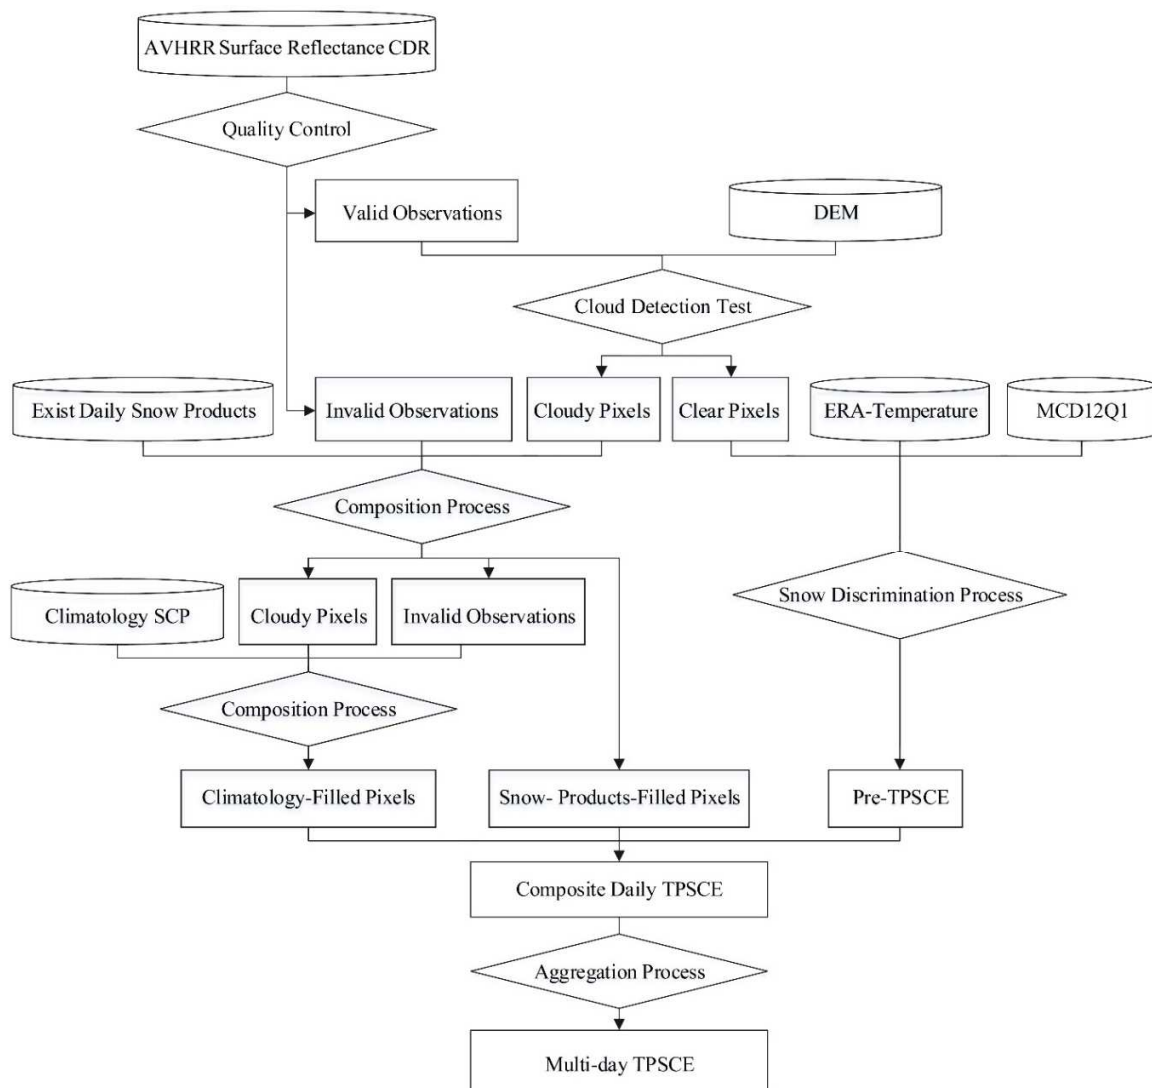 AVHRR Surface Reflectance CDR
Quality Control
Valid Observations
DEM
Cloud Detection Test
Exist Daily Snow Products
Invalid Observations
Cloudy Pixels
Clear Pixels
ERA-Temperature
MCD12Q1
Composition Process
Climatology SCP
Cloudy Pixels
Invalid Observations
Snow Discrimination Process
Composition Process
Climatology-Filled Pixels
Snow- Products-Filled Pixels
Pre-TPSCE
Composite Daily TPSCE
Aggregation Process
Multi-day TPSCE